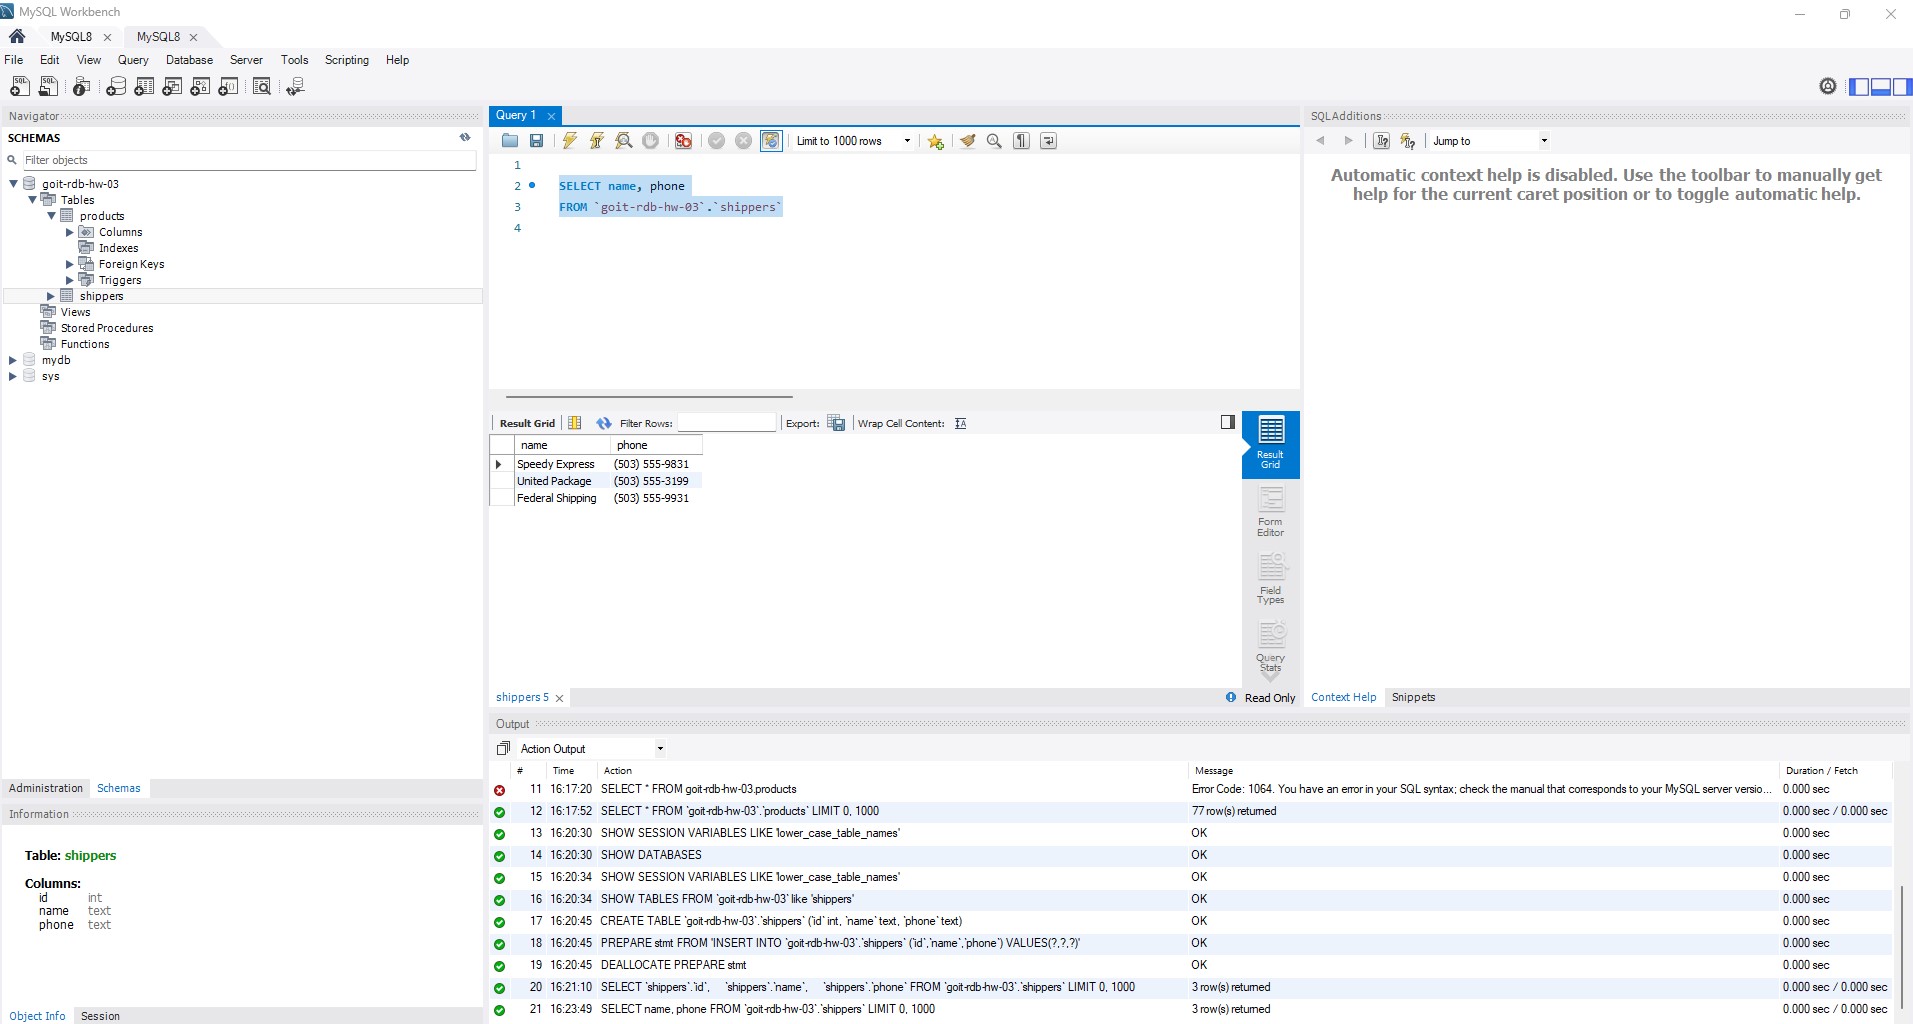 MySQL Workbench
MySQL8
MySQL8
File Edit View Query Database Server Tools Scripting Help
Navigator
SCHEMAS
Filter objects
goit-rdb-hw-03
Tables
products
Columns
Indexes
Foreign Keys
Triggers
shippers
Views
Stored Procedures
Functions
mydb
sys
Administration Schemas
Information
Table: shippers
Columns:
id int
name text
phone text
Object Info Session
Query 1
Limit to 1000 rows
1
2 SELECT name, phone
3 FROM `goit-rdb-hw-03`.`shippers`
4
Result Grid Filter Rows: Export: Wrap Cell Content:
name phone
Speedy Express (503) 555-9831
United Package (503) 555-3199
Federal Shipping (503) 555-9931
Result
Grid
Form
Editor
Field
Types
Query
Stats
shippers 5
Read Only
SQLAdditions
Jump to
Automatic context help is disabled. Use the toolbar to manually get
help for the current caret position or to toggle automatic help.
Context Help Snippets
Output
Action Output
# Time Action Message Duration / Fetch
11 16:17:20 SELECT * FROM goit-rdb-hw-03.products Error Code: 1064. You have an error in your SQL syntax; check the manual that corresponds to your MySQL server versio... 0.000 sec
12 16:17:52 SELECT * FROM `goit-rdb-hw-03`.`products` LIMIT 0, 1000 77 row(s) returned 0.000 sec / 0.000 sec
13 16:20:30 SHOW SESSION VARIABLES LIKE 'lower_case_table_names' OK 0.000 sec
14 16:20:30 SHOW DATABASES OK 0.000 sec
15 16:20:34 SHOW SESSION VARIABLES LIKE 'lower_case_table_names' OK 0.000 sec
16 16:20:34 SHOW TABLES FROM `goit-rdb-hw-03` like 'shippers' OK 0.000 sec
17 16:20:45 CREATE TABLE `goit-rdb-hw-03`.`shippers` (`id` int, `name` text, `phone` text) OK 0.000 sec
18 16:20:45 PREPARE stmt FROM 'INSERT INTO `goit-rdb-hw-03`.`shippers` (`id`,`name`,`phone`) VALUES(?,?,?)' OK 0.000 sec
19 16:20:45 DEALLOCATE PREPARE stmt OK 0.000 sec
20 16:21:10 SELECT `shippers`.`id`, `shippers`.`name`, `shippers`.`phone` FROM `goit-rdb-hw-03`.`shippers` LIMIT 0, 1000 3 row(s) returned 0.000 sec / 0.000 sec
21 16:23:49 SELECT name, phone FROM `goit-rdb-hw-03`.`shippers` LIMIT 0, 1000 3 row(s) returned 0.000 sec / 0.000 sec